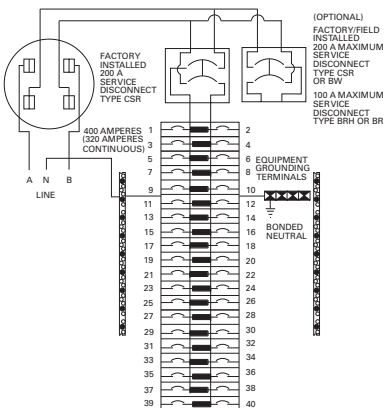 (OPTIONAL)
FACTORY/FIELD
INSTALLED
200 A MAXIMUM
SERVICE
DISCONNECT
TYPE CSR
OR BW
100 A MAXIMUM
SERVICE
DISCONNECT
TYPE BRH OR BR
FACTORY
INSTALLED
200 A
SERVICE
DISCONNECT
TYPE CSR
400 AMPERES
(320 AMPERES
CONTINUOUS)
A N B
LINE
EQUIPMENT
GROUNDING
TERMINALS
BONDED
NEUTRAL
1 2
3 4
5 6
7 8
9 10
11 12
13 14
15 16
17 18
19 20
21 22
23 24
25 26
27 28
29 30
31 32
33 34
35 36
37 38
39 40